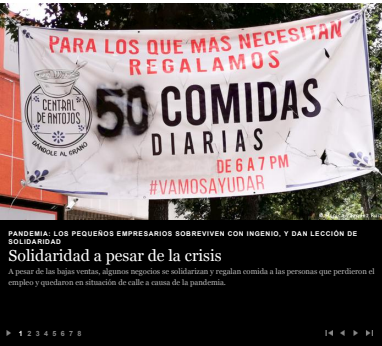 PARA LOS QUE MAS NECESITAN
REGALAMOS
50 COMIDAS
DIARIAS
DE 6 A 7 PM
#VAMOSAYUDAR
CENTRAL
DE ANTOJOS
DÁNDOLE AL GRANO
PANDEMIA: LOS PEQUEÑOS EMPRESARIOS SOBREVIVEN CON INGENIO, Y DAN LECCIÓN DE
SOLIDARIDAD
Solidaridad a pesar de la crisis
A pesar de las bajas ventas, algunos negocios se solidarizan y regalan comida a las personas que perdieron el
empleo y quedaron en situación de calle a causa de la pandemia.
1 2 3 4 5 6 7 8